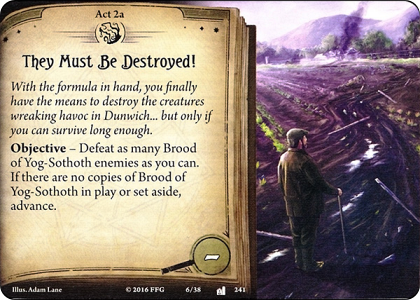 Act 2a
They Must Be Destroyed!
With the formula in hand, you finally
have the means to destroy the creatures
wreaking havoc in Dunwich... but only if
you can survive long enough.
Objective – Defeat as many Brood
of Yog-Sothoth enemies as you can.
If there are no copies of Brood of
Yog-Sothoth in play or set aside,
advance.
–
Illus. Adam Lane
© 2016 FFG
6/38
241